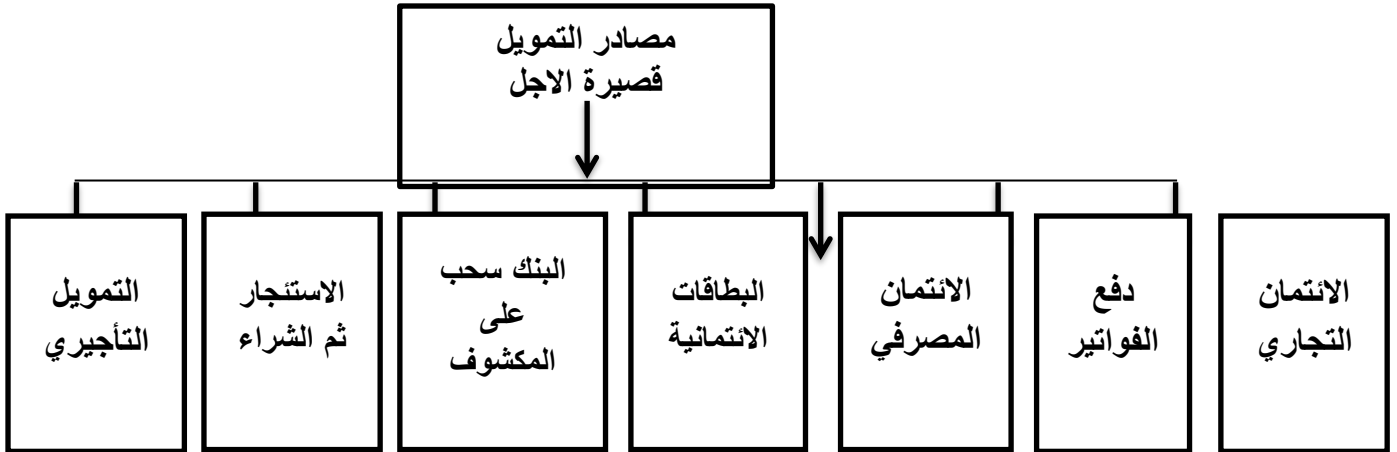 مصادر التمويل
قصيرة الاجل
الائتمان
التجاري
دفع
الفواتير
الائتمان
المصرفي
البطاقات
الائتمانية
البنك سحب
على
المكشوف
الاستئجار
ثم الشراء
التمويل
التأجيري